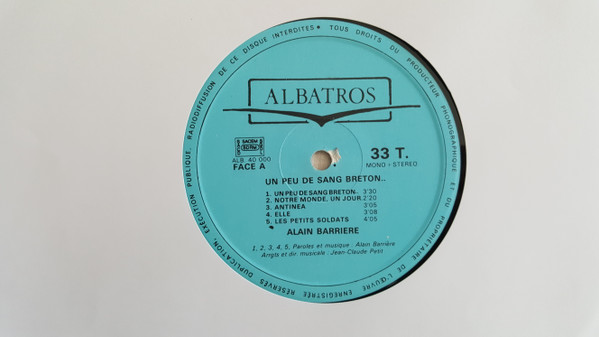 DUPLICATION, EXECUTION PUBLIQUE, RADIODIFFUSION DE CE DISQUE INTERDITES • TOUS DROITS DU PRODUCTEUR PHONOGRAPHIQUE ET DU PROPRIETAIRE DE L'ŒUVRE ENREGISTREE RÉSERVÉS
ALBATROS
SACEM
SDRM
ALB. 40 000
FACE A
33 T.
MONO - STEREO
UN PEU DE SANG BRETON..
1. UN PEU DE SANG BRETON.. 3'30
2. NOTRE MONDE, UN JOUR 2'20
3. ANTINEA 3'05
4. ELLE 3'08
5. LES PETITS SOLDATS 4'05
ALAIN BARRIERE
1, 2, 3, 4, 5, Paroles et musique : Alain Barrière
Arrgts et dir. musicale : Jean-Claude Petit